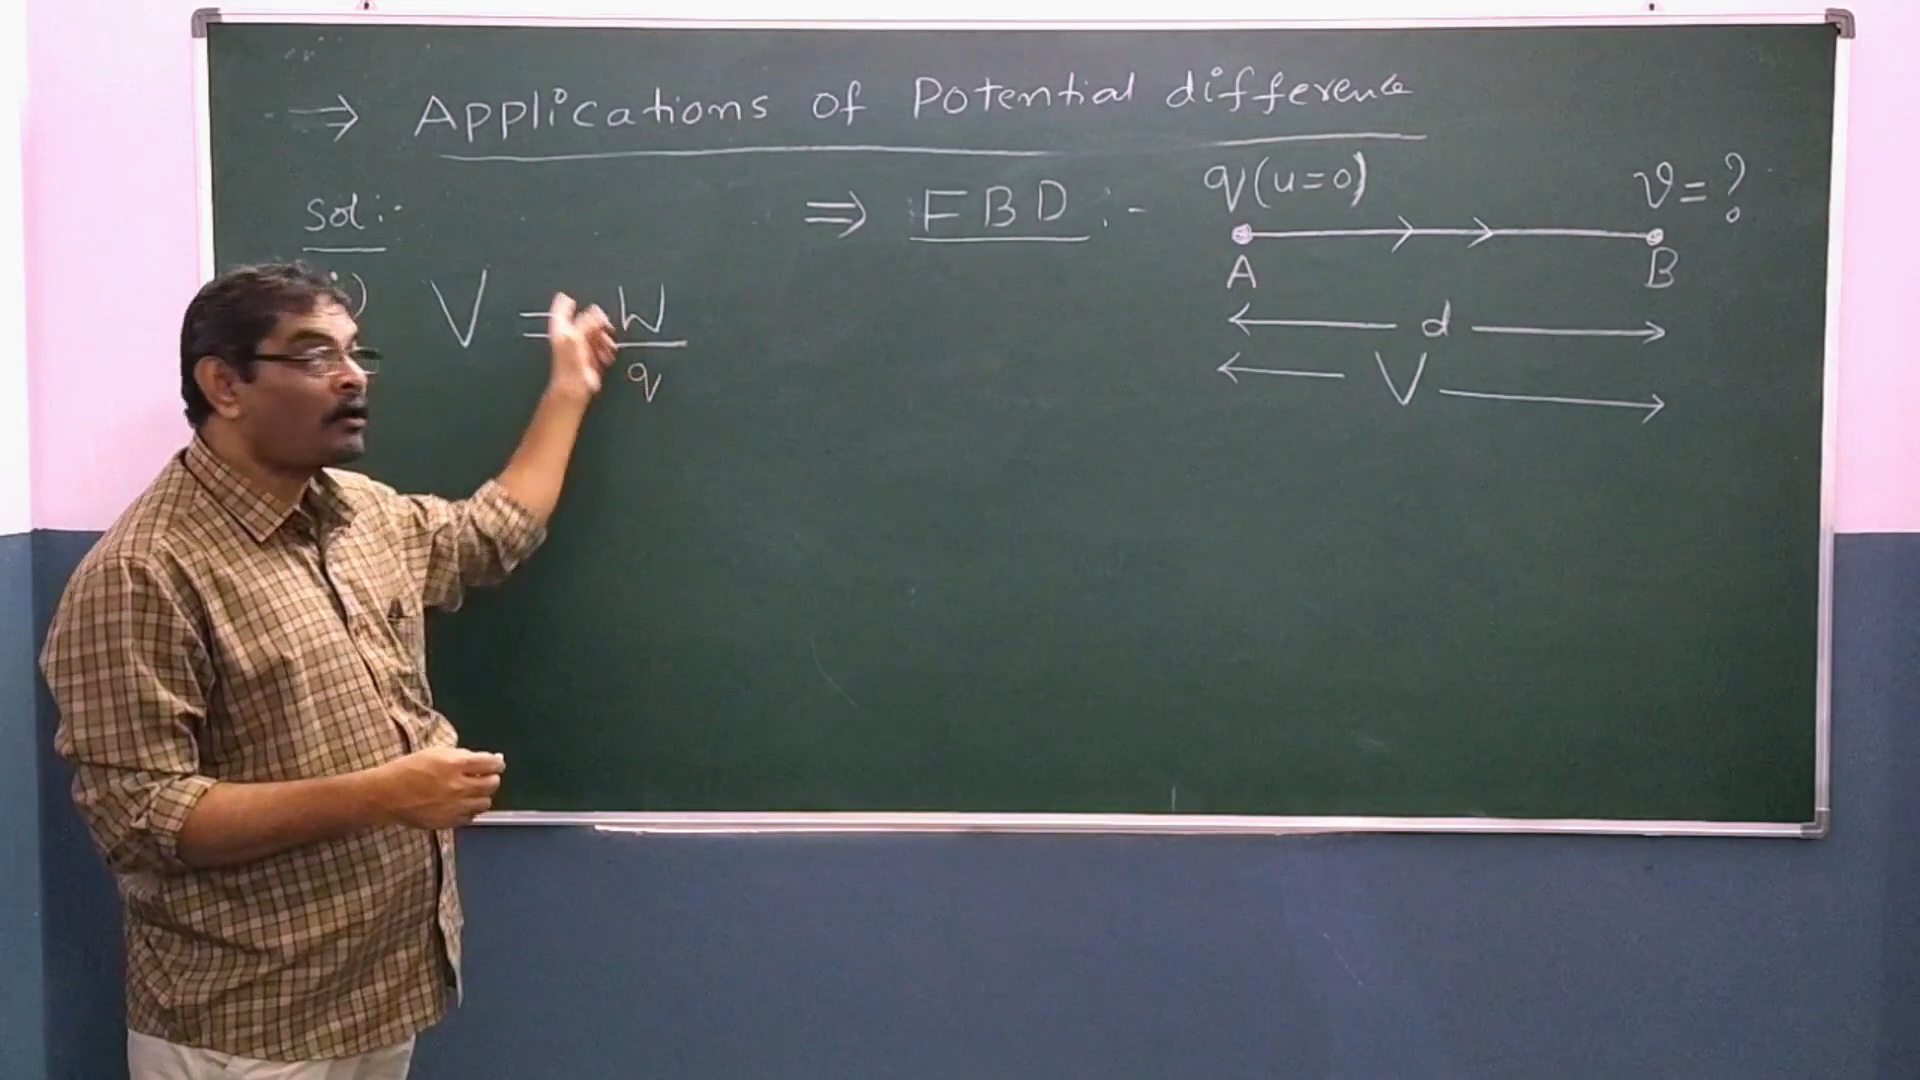 ⇒ Applications of Potential difference
Sol:-
i) V = W/q
⇒ FBD :-
q(u=0) v=?
A B
d
V